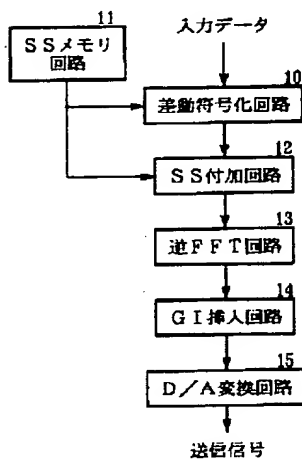 11
SSメモリ
回路
入力データ
10
差動符号化回路
12
SS付加回路
13
逆FFT回路
14
GI挿入回路
15
D/A変換回路
送信信号